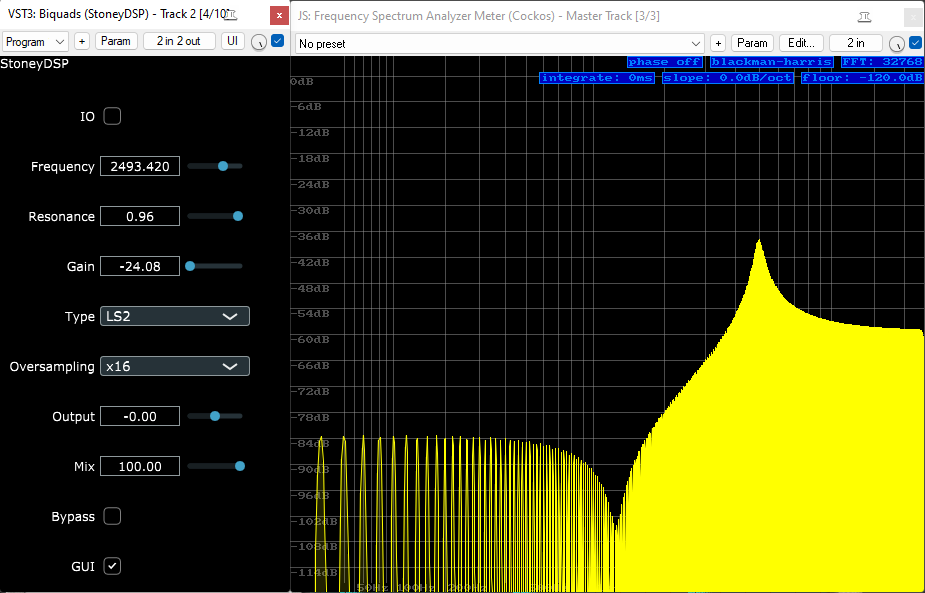 VST3: Biquads (StoneyDSP) - Track 2 [4/10]
Program + Param 2 in 2 out UI
StoneyDSP
IO
Frequency 2493.420
Resonance 0.96
Gain -24.08
Type LS2
Oversampling x16
Output -0.00
Mix 100.00
Bypass
GUI
JS: Frequency Spectrum Analyzer Meter (Cockos) - Master Track [3/3]
No preset + Param Edit... 2 in
phase off blackman-harris FFT: 32768
integrate: 0ms slope: 0.0dB/oct floor: -120.0dB
0dB
-6dB
-12dB
-18dB
-24dB
-30dB
-36dB
-42dB
-48dB
-54dB
-60dB
-66dB
-72dB
-78dB
-84dB
-90dB
-96dB
-102dB
-108dB
-114dB
50Hz 100Hz 200Hz